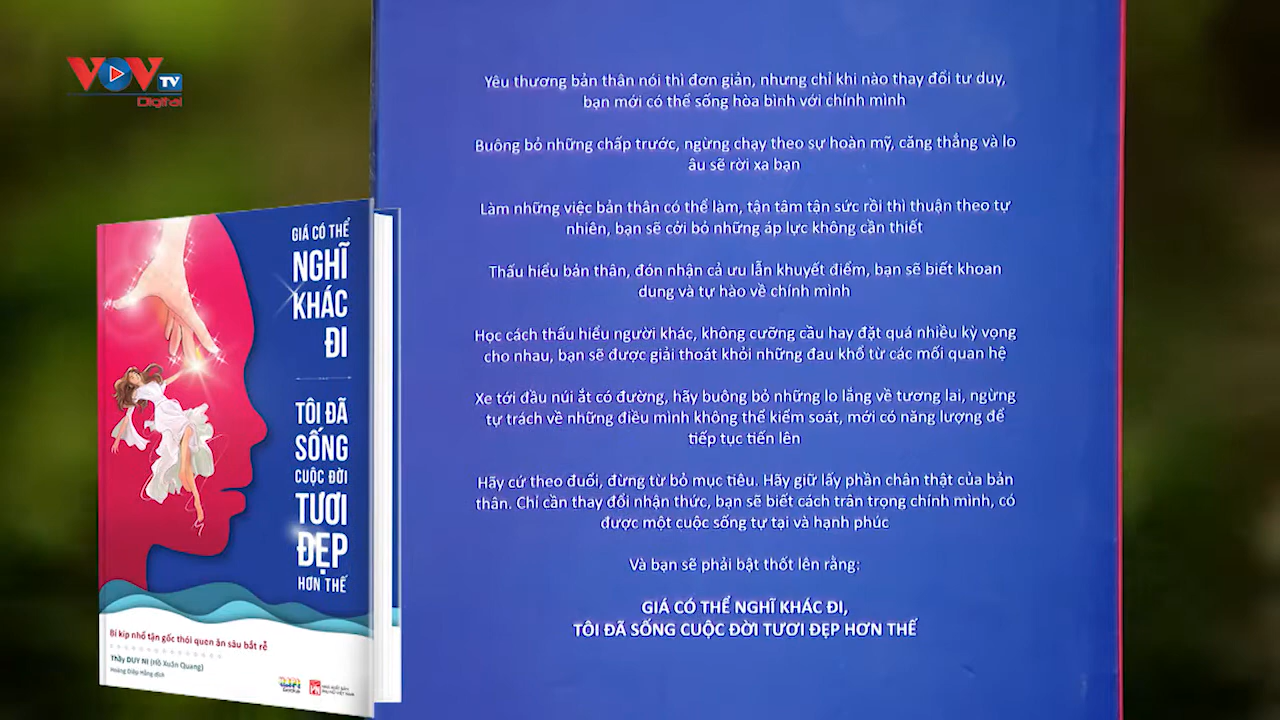 VOV TV
Digital
Yêu thương bản thân nói thì đơn giản, nhưng chỉ khi nào thay đổi tư duy,
bạn mới có thể sống hòa bình với chính mình
Buông bỏ những chấp trước, ngừng chạy theo sự hoàn mỹ, căng thẳng và lo
âu sẽ rời xa bạn
Làm những việc bản thân có thể làm, tận tâm tận sức rồi thì thuận theo tự
nhiên, bạn sẽ cởi bỏ những áp lực không cần thiết
Thấu hiểu bản thân, đón nhận cả ưu lẫn khuyết điểm, bạn sẽ biết khoan
dung và tự hào về chính mình
Học cách thấu hiểu người khác, không cưỡng cầu hay đặt quá nhiều kỳ vọng
cho nhau, bạn sẽ được giải thoát khỏi những đau khổ từ các mối quan hệ
Xe tới đầu núi ắt có đường, hãy buông bỏ những lo lắng về tương lai, ngừng
tự trách về những điều mình không thể kiểm soát, mới có năng lượng để
tiếp tục tiến lên
Hãy cứ theo đuổi, đừng từ bỏ mục tiêu. Hãy giữ lấy phần chân thật của bản
thân. Chỉ cần thay đổi nhận thức, bạn sẽ biết cách trân trọng chính mình, có
được một cuộc sống tự tại và hạnh phúc
Và bạn sẽ phải bật thốt lên rằng:
GIÁ CÓ THỂ NGHĨ KHÁC ĐI,
TÔI ĐÃ SỐNG CUỘC ĐỜI TƯƠI ĐẸP HƠN THẾ
GIÁ CÓ THỂ
NGHĨ
KHÁC
ĐI
TÔI ĐÃ
SỐNG
CUỘC ĐỜI
TƯƠI
ĐẸP
HƠN THẾ
Bí kíp nhổ tận gốc thói quen ăn sâu bắt rễ
Thầy DUY NI (Hồ Xuân Quang)
Hoàng Diệp Hằng dịch